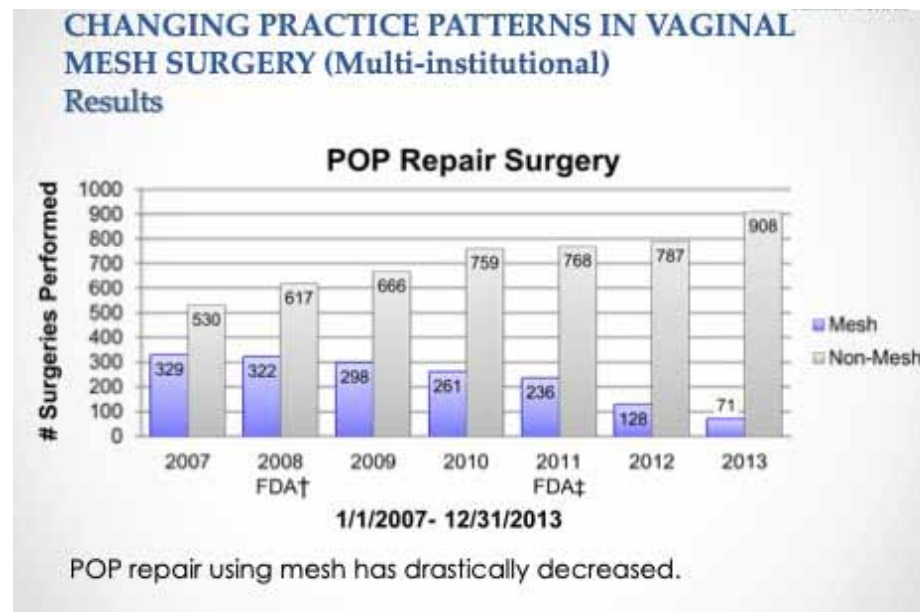 CHANGING PRACTICE PATTERNS IN VAGINAL
MESH SURGERY (Multi-institutional)
Results
POP Repair Surgery
# Surgeries Performed
1000
900
800
700
600
500
400
300
200
100
0
329
530
322
617
298
666
261
759
236
768
128
787
71
908
Mesh
Non-Mesh
2007 2008 2009 2010 2011 2012 2013
FDA† FDA‡
1/1/2007- 12/31/2013
POP repair using mesh has drastically decreased.